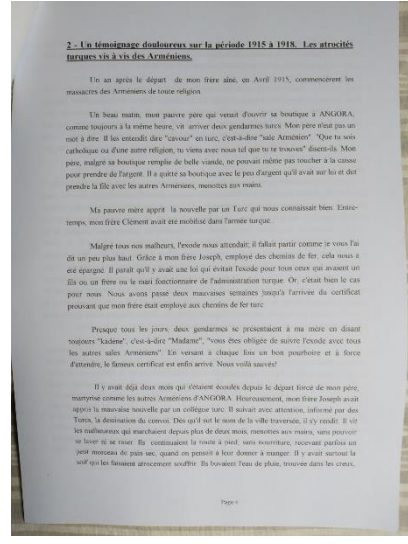 2 - Un témoignage douloureux sur la période 1915 à 1918. Les atrocités
turques vis à vis des Arméniens.
Un an après le départ de mon frère aîné, en Avril 1915, commencèrent les
massacres des Arméniens de toute religion.
Un beau matin, mon pauvre père qui venait d'ouvrir sa boutique à ANGORA,
comme toujours à la même heure, vit arriver deux gendarmes turcs. Mon père n'eut pas un
mot à dire. Il les entendit dire "cavour" en turc, c'est-à-dire "sale Arménien". "Que tu sois
catholique ou d'une autre religion, tu viens avec nous tel que tu te trouves" disent-ils. Mon
père, malgré sa boutique remplie de belle viande, ne pouvait même pas toucher à la caisse
pour prendre de l'argent. Il a quitté sa boutique avec le peu d'argent qu'il avait sur lui et dut
prendre la file avec les autres Arméniens, menottes aux mains.
Ma pauvre mère apprit la nouvelle par un Turc qui nous connaissait bien. Entre-
temps, mon frère Clément avait été mobilisé dans l'armée turque.
Malgré tous nos malheurs, l'exode nous attendait; il fallait partir comme je vous l'ai
dit un peu plus haut. Grâce à mon frère Joseph, employé des chemins de fer, cela nous a
été épargné. Il paraît qu'il y avait une loi qui évitait l'exode pour tous ceux qui avaient un
fils ou un frère ou le mari fonctionnaire de l'administration turque. Or, c'était bien le cas
pour nous. Nous avons passé deux mauvaises semaines jusqu'à l'arrivée du certificat
prouvant que mon frère était employé aux chemins de fer turc.
Presque tous les jours, deux gendarmes se présentaient à ma mère en disant
toujours "kadène", c'est-à-dire "Madame", "vous êtes obligée de suivre l'exode avec tous
les autres sales Arméniens". En versant à chaque fois un bon pourboire et à force
d'attendre, le fameux certificat est enfin arrivé. Nous voilà sauvés!
Il y avait déjà deux mois qui s'étaient écoulés depuis le départ forcé de mon père,
martyrisé comme les autres Arméniens d'ANGORA. Heureusement, mon frère Joseph avait
appris la mauvaise nouvelle par un collègue turc. Il suivait avec attention, informé par des
Turcs, la destination du convoi. Dès qu'il sut le nom de la ville traversée, il s'y rendit. Il vit
les malheureux qui marchaient depuis plus de deux mois, menottes aux mains, sans pouvoir
se laver ni se raser. Ils continuaient la route à pied, sans nourriture, recevant parfois un
petit morceau de pain sec, quand on pensait à leur donner à manger. Il y avait surtout la
soif qui les faisaient atrocement souffrir. Ils buvaient l'eau de pluie, trouvée dans les creux,